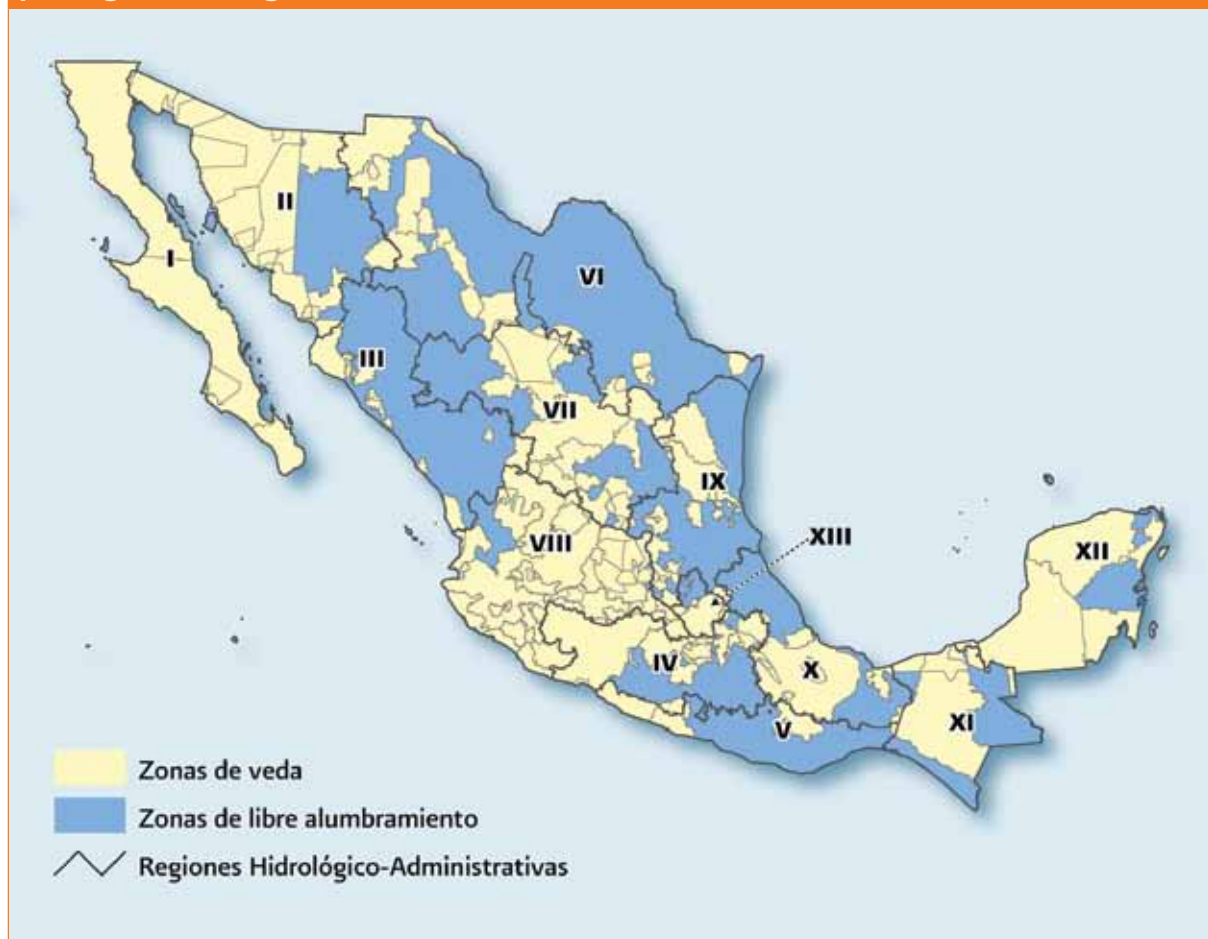 I
II
III
VI
VII
IX
VIII
XIII
XII
IV
X
V
XI
Zonas de veda
Zonas de libre alumbramiento
Regiones Hidrológico-Administrativas